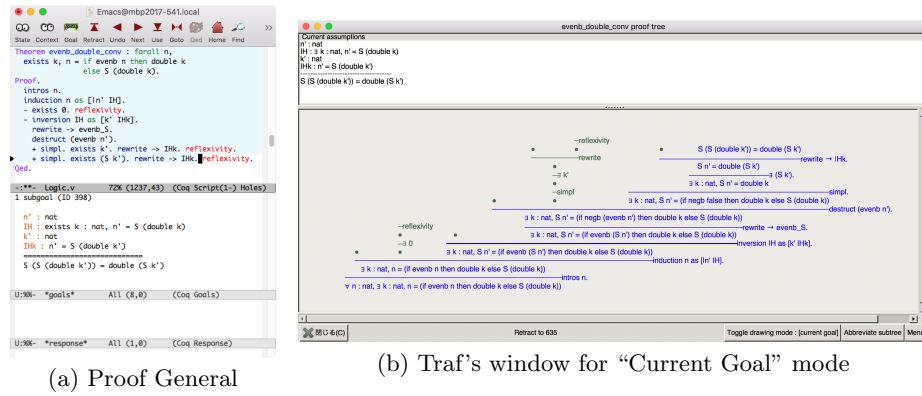 Emacs@mbp2017-541.local
State Context Goal Retract Undo Next Use Goto Qed Home Find
Theorem evenb_double_conv : forall n,
exists k, n = if evenb n then double k
else S (double k).
Proof.
intros n.
induction n as [|n' IH].
- exists 0. reflexivity.
- inversion IH as [k' IHk].
rewrite -> evenb_S.
destruct (evenb n').
+ simpl. exists k'. rewrite -> IHk. reflexivity.
+ simpl. exists (S k'). rewrite -> IHk. reflexivity.
Qed.
-:**- Logic.v 72% (1237,43) (Coq Script(1-) Holes)
1 subgoal (ID 398)
n' : nat
IH : exists k : nat, n' = S (double k)
k' : nat
IHk : n' = S (double k')
============================
S (S (double k')) = double (S k')
U:%%- *goals* All (8,0) (Coq Goals)
U:%%- *response* All (1,0) (Coq Response)
(a) Proof General
evenb_double_conv proof tree
Current assumptions
n' : nat
IH : ∃ k : nat, n' = S (double k)
k' : nat
IHk : n' = S (double k')
S (S (double k')) = double (S k')
reflexivity
S (S (double k')) = double (S k')
rewrite
rewrite → IHk.
S n' = double (S k')
∃ k'
∃ (S k').
∃ k : nat, S n' = double k
simpl
simpl.
∃ k : nat, S n' = (if negb false then double k else S (double k))
destruct (evenb n').
∃ k : nat, S n' = (if negb (evenb n') then double k else S (double k))
reflexivity
rewrite → evenb_S.
∃ k : nat, S n' = (if evenb (S n') then double k else S (double k))
∃ 0
inversion IH as [k' IHk].
∃ k : nat, S n' = (if evenb (S n') then double k else S (double k))
induction n as [|n' IH].
∃ k : nat, n = (if evenb n then double k else S (double k))
intros n.
∀ n : nat, ∃ k : nat, n = (if evenb n then double k else S (double k))
閉じる(C) Retract to 635 Toggle drawing mode : [current goal] Abbreviate subtree Menu
(b) Traf's window for "Current Goal" mode